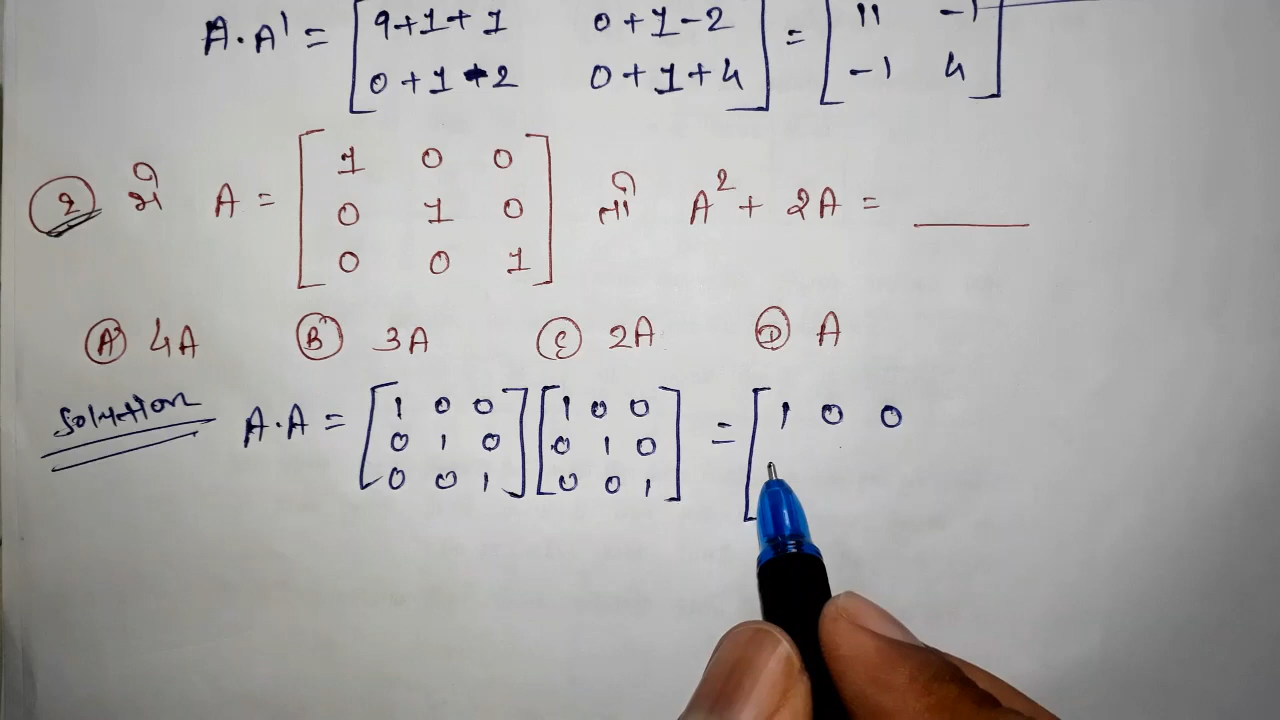 A·A' = [ 9+1+1 0+1-2 ] = [ 11 -1 ]
[ 0+1-2 0+1+4 ] [ -1 4 ]
2 જો A = [ 1 0 0 ] તો A² + 2A = ______
[ 0 1 0 ]
[ 0 0 1 ]
A 4A B 3A C 2A D A
Solution A·A = [ 1 0 0 ] [ 1 0 0 ] = [ 1 0 0
[ 0 1 0 ] [ 0 1 0 ]
[ 0 0 1 ] [ 0 0 1 ]